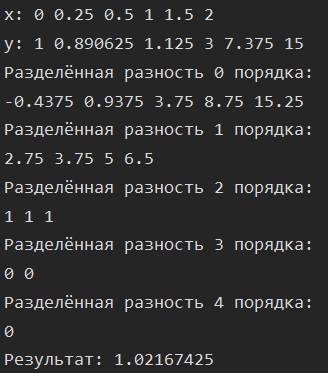 x: 0 0.25 0.5 1 1.5 2
y: 1 0.890625 1.125 3 7.375 15
Разделённая разность 0 порядка:
-0.4375 0.9375 3.75 8.75 15.25
Разделённая разность 1 порядка:
2.75 3.75 5 6.5
Разделённая разность 2 порядка:
1 1 1
Разделённая разность 3 порядка:
0 0
Разделённая разность 4 порядка:
0
Результат: 1.02167425